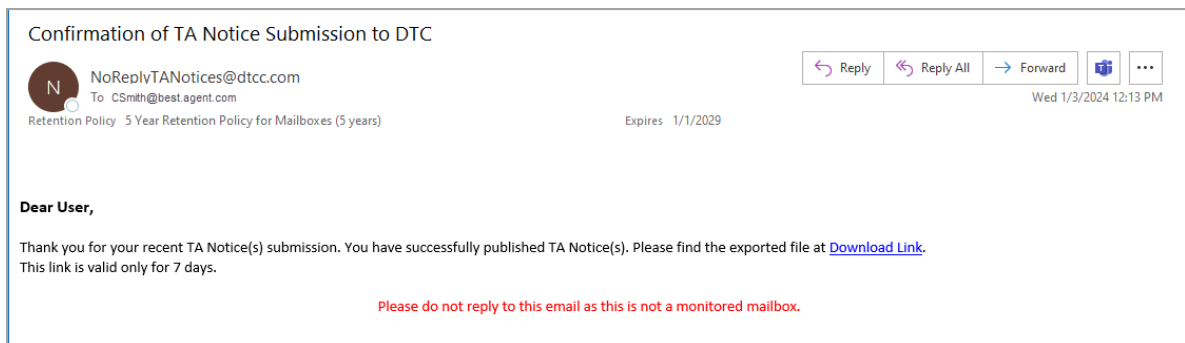 Confirmation of TA Notice Submission to DTC
N
NoReplyTANotices@dtcc.com
To CSmith@best.agent.com
Reply
Reply All
Forward
Wed 1/3/2024 12:13 PM
Retention Policy 5 Year Retention Policy for Mailboxes (5 years)
Expires 1/1/2029
Dear User,
Thank you for your recent TA Notice(s) submission. You have successfully published TA Notice(s). Please find the exported file at Download Link.
This link is valid only for 7 days.
Please do not reply to this email as this is not a monitored mailbox.